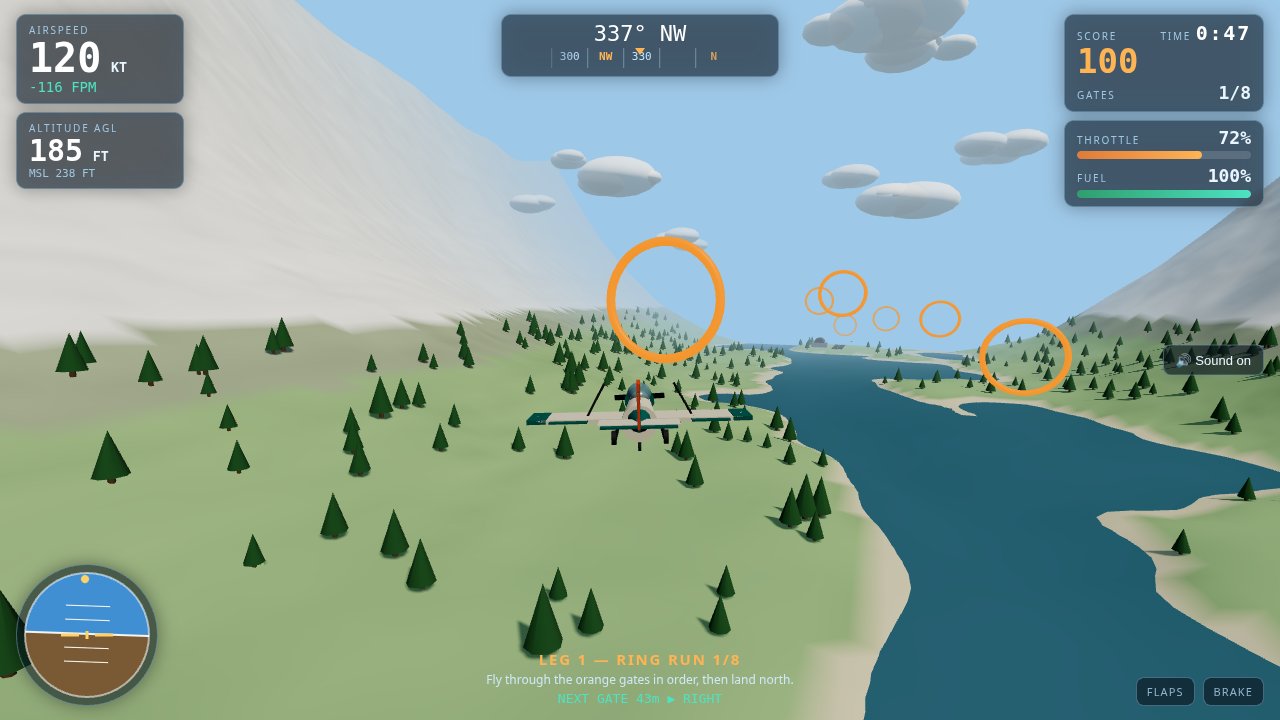 AIRSPEED
120 KT
-116 FPM
ALTITUDE AGL
185 FT
MSL 238 FT
337° NW
300 NW 330 N
SCORE TIME 0:47
100
GATES 1/8
THROTTLE 72%
FUEL 100%
🔊 Sound on
LEG 1 — RING RUN 1/8
Fly through the orange gates in order, then land north.
NEXT GATE 43m ▶ RIGHT
FLAPS BRAKE